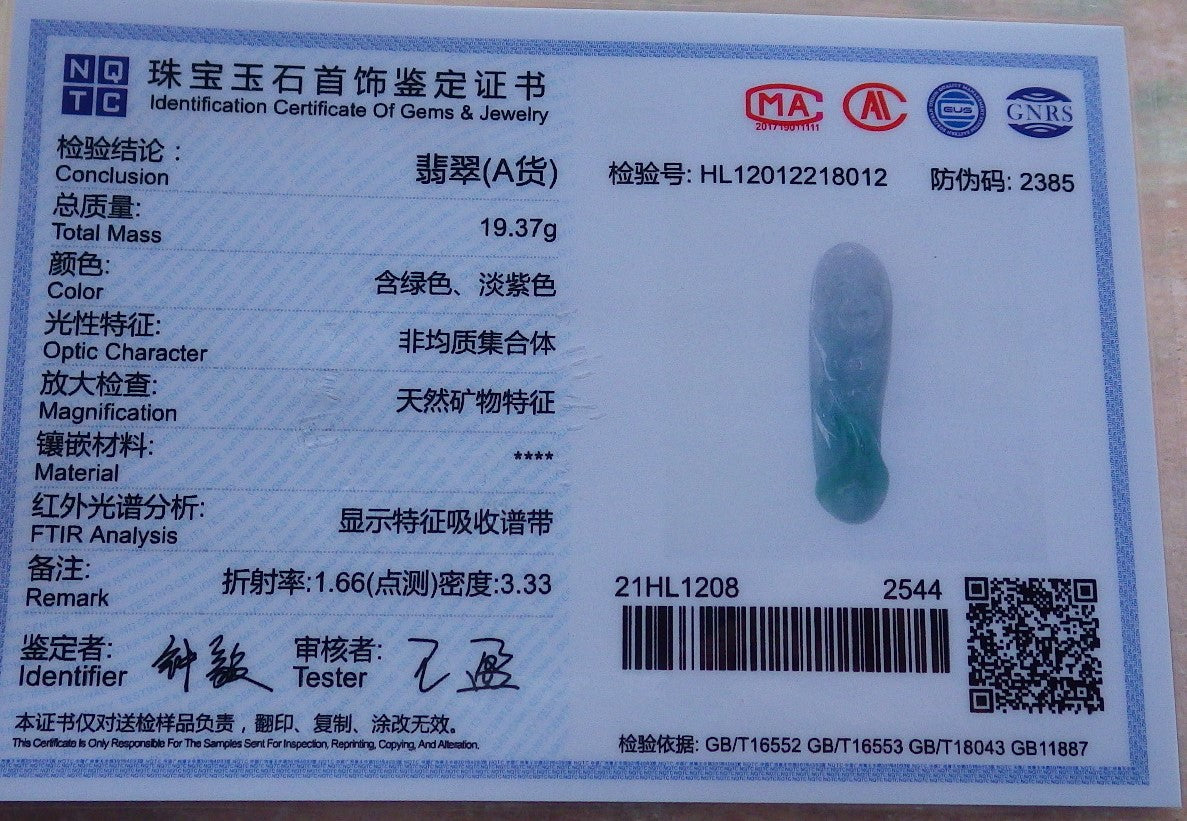 NQ
TC
珠宝玉石首饰鉴定证书
Identification Certificate Of Gems & Jewelry
检验结论：
Conclusion
翡翠(A货)
总质量:
Total Mass
19.37g
颜色:
Color
含绿色、淡紫色
光性特征:
Optic Character
非均质集合体
放大检查:
Magnification
天然矿物特征
镶嵌材料:
Material
****
红外光谱分析:
FTIR Analysis
显示特征吸收谱带
备注:
Remark
折射率:1.66(点测)密度:3.33
鉴定者:
Identifier
审核者:
Tester
本证书仅对送检样品负责，翻印、复制、涂改无效。
This Certificate Is Only Responsible For The Samples Sent For Inspection, Reprinting, Copying, And Alteration.
MA
GUS
GNRS
检验号: HL12012218012 防伪码: 2385
21HL1208 2544
检验依据: GB/T16552 GB/T16553 GB/T18043 GB11887